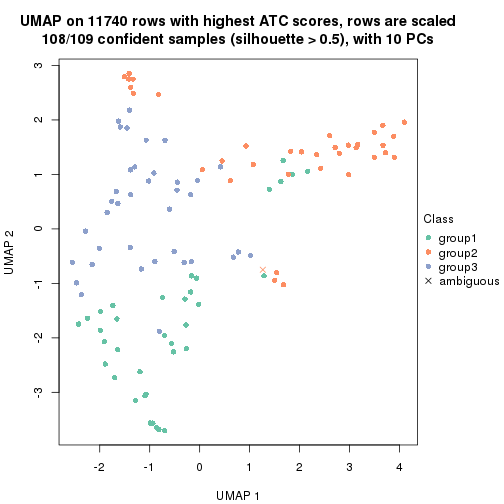 UMAP on 11740 rows with highest ATC scores, rows are scaled
108/109 confident samples (silhouette > 0.5), with 10 PCs
3
2
1
0
-1
-2
-3
UMAP 2
-2
-1
0
1
2
3
4
UMAP 1
Class
group1
group2
group3
ambiguous